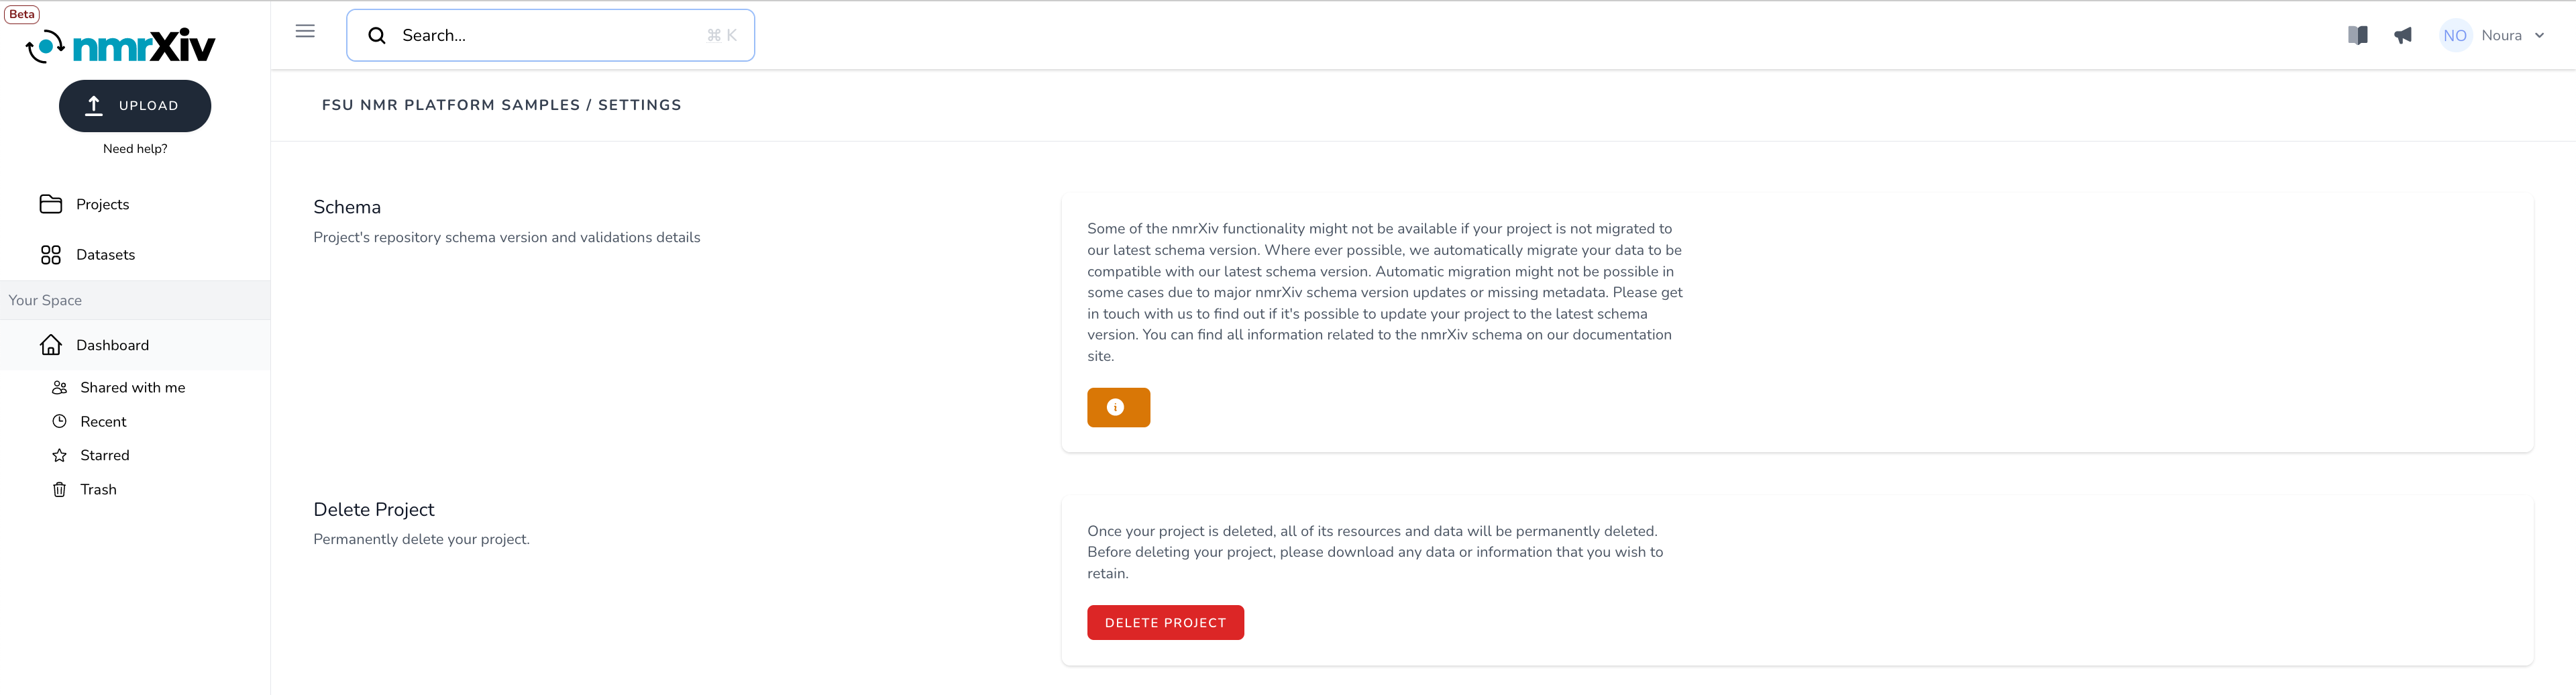 Beta
nmrXiv
UPLOAD
Need help?
Projects
Datasets
Your Space
Dashboard
Shared with me
Recent
Starred
Trash
Search...
⌘ K
NO Noura
FSU NMR PLATFORM SAMPLES / SETTINGS
Schema
Project's repository schema version and validations details
Some of the nmrXiv functionality might not be available if your project is not migrated to
our latest schema version. Where ever possible, we automatically migrate your data to be
compatible with our latest schema version. Automatic migration might not be possible in
some cases due to major nmrXiv schema version updates or missing metadata. Please get
in touch with us to find out if it's possible to update your project to the latest schema
version. You can find all information related to the nmrXiv schema on our documentation
site.
Delete Project
Permanently delete your project.
Once your project is deleted, all of its resources and data will be permanently deleted.
Before deleting your project, please download any data or information that you wish to
retain.
DELETE PROJECT